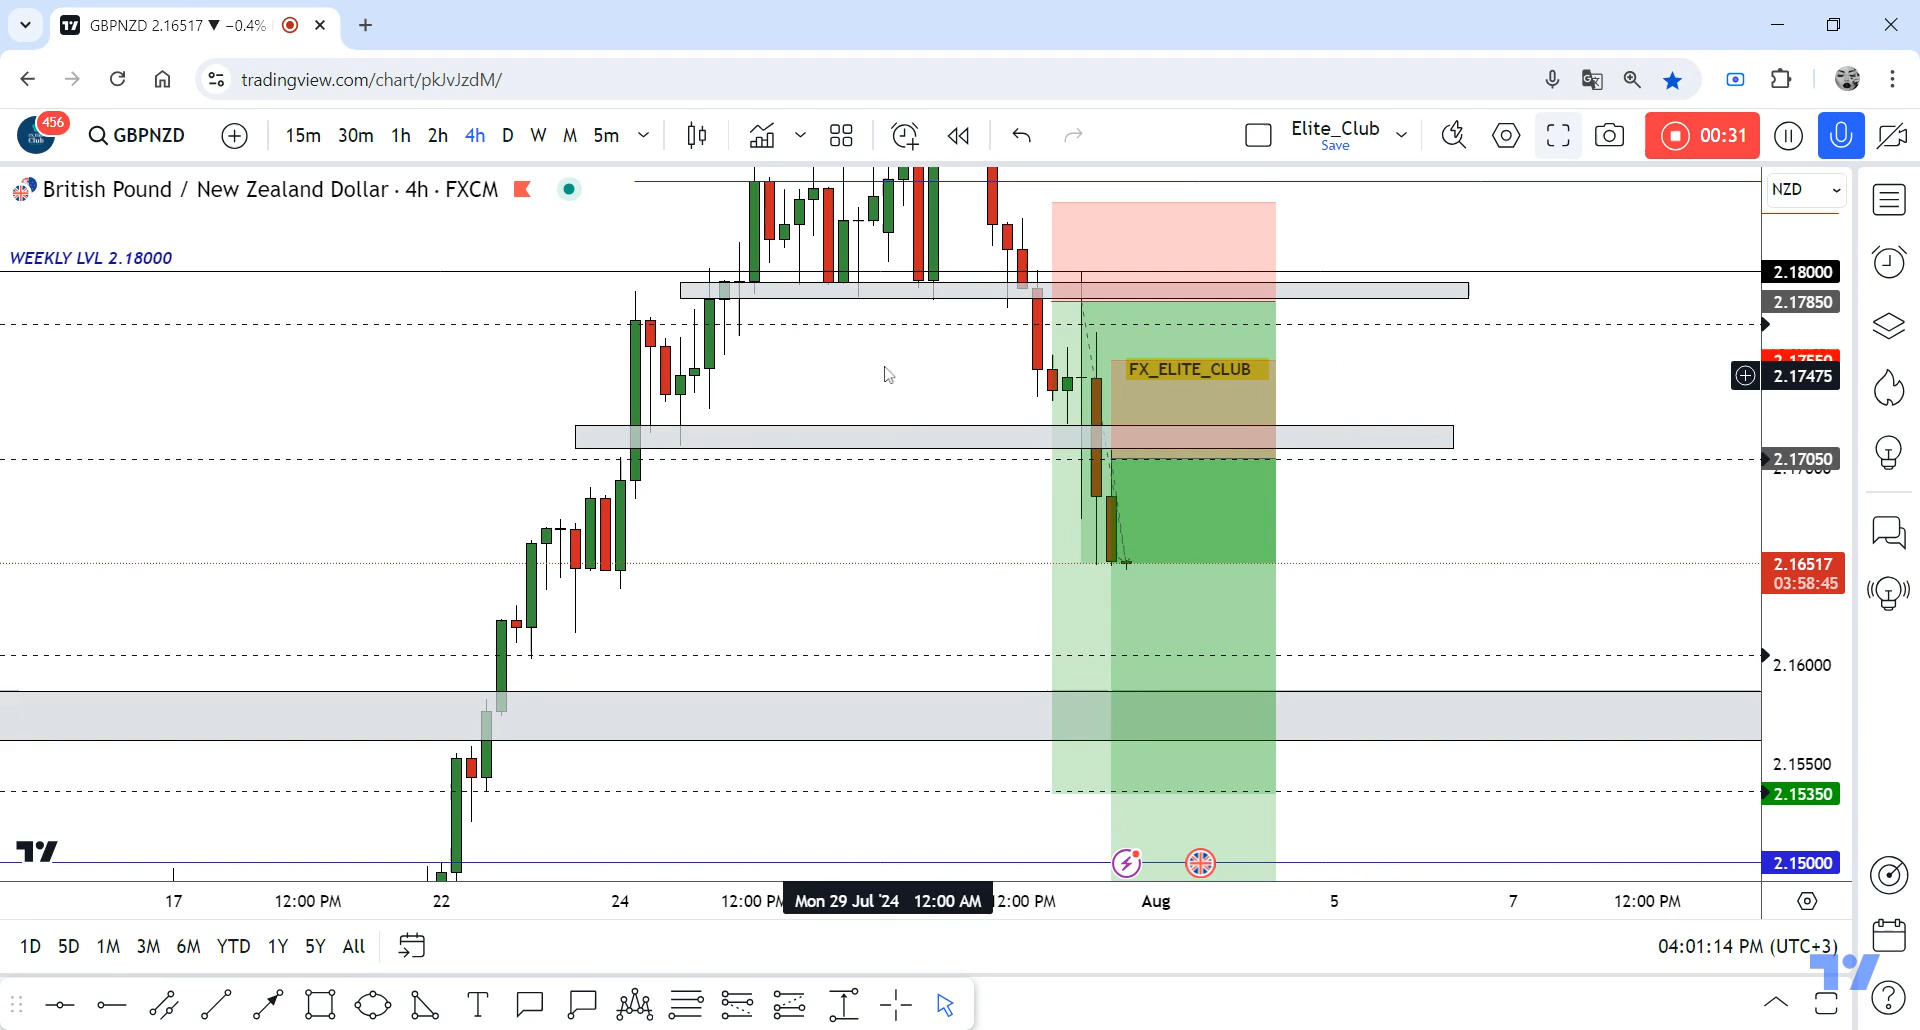 GBPNZD 2.16517 ▼ −0.4%
tradingview.com/chart/pkJvJzdM/
456
GBPNZD
15m 30m 1h 2h 4h D W M 5m
Elite_Club
Save
00:31
British Pound / New Zealand Dollar · 4h · FXCM
NZD
WEEKLY LVL 2.18000
2.18000
2.17850
FX_ELITE_CLUB
2.17475
2.17050
2.16517
03:58:45
2.16000
2.15500
2.15350
2.15000
17 12:00 PM 22 24 12:00 PM Mon 29 Jul '24 12:00 AM 12:00 PM Aug 5 7 12:00 PM
1D 5D 1M 3M 6M YTD 1Y 5Y All
04:01:14 PM (UTC+3)